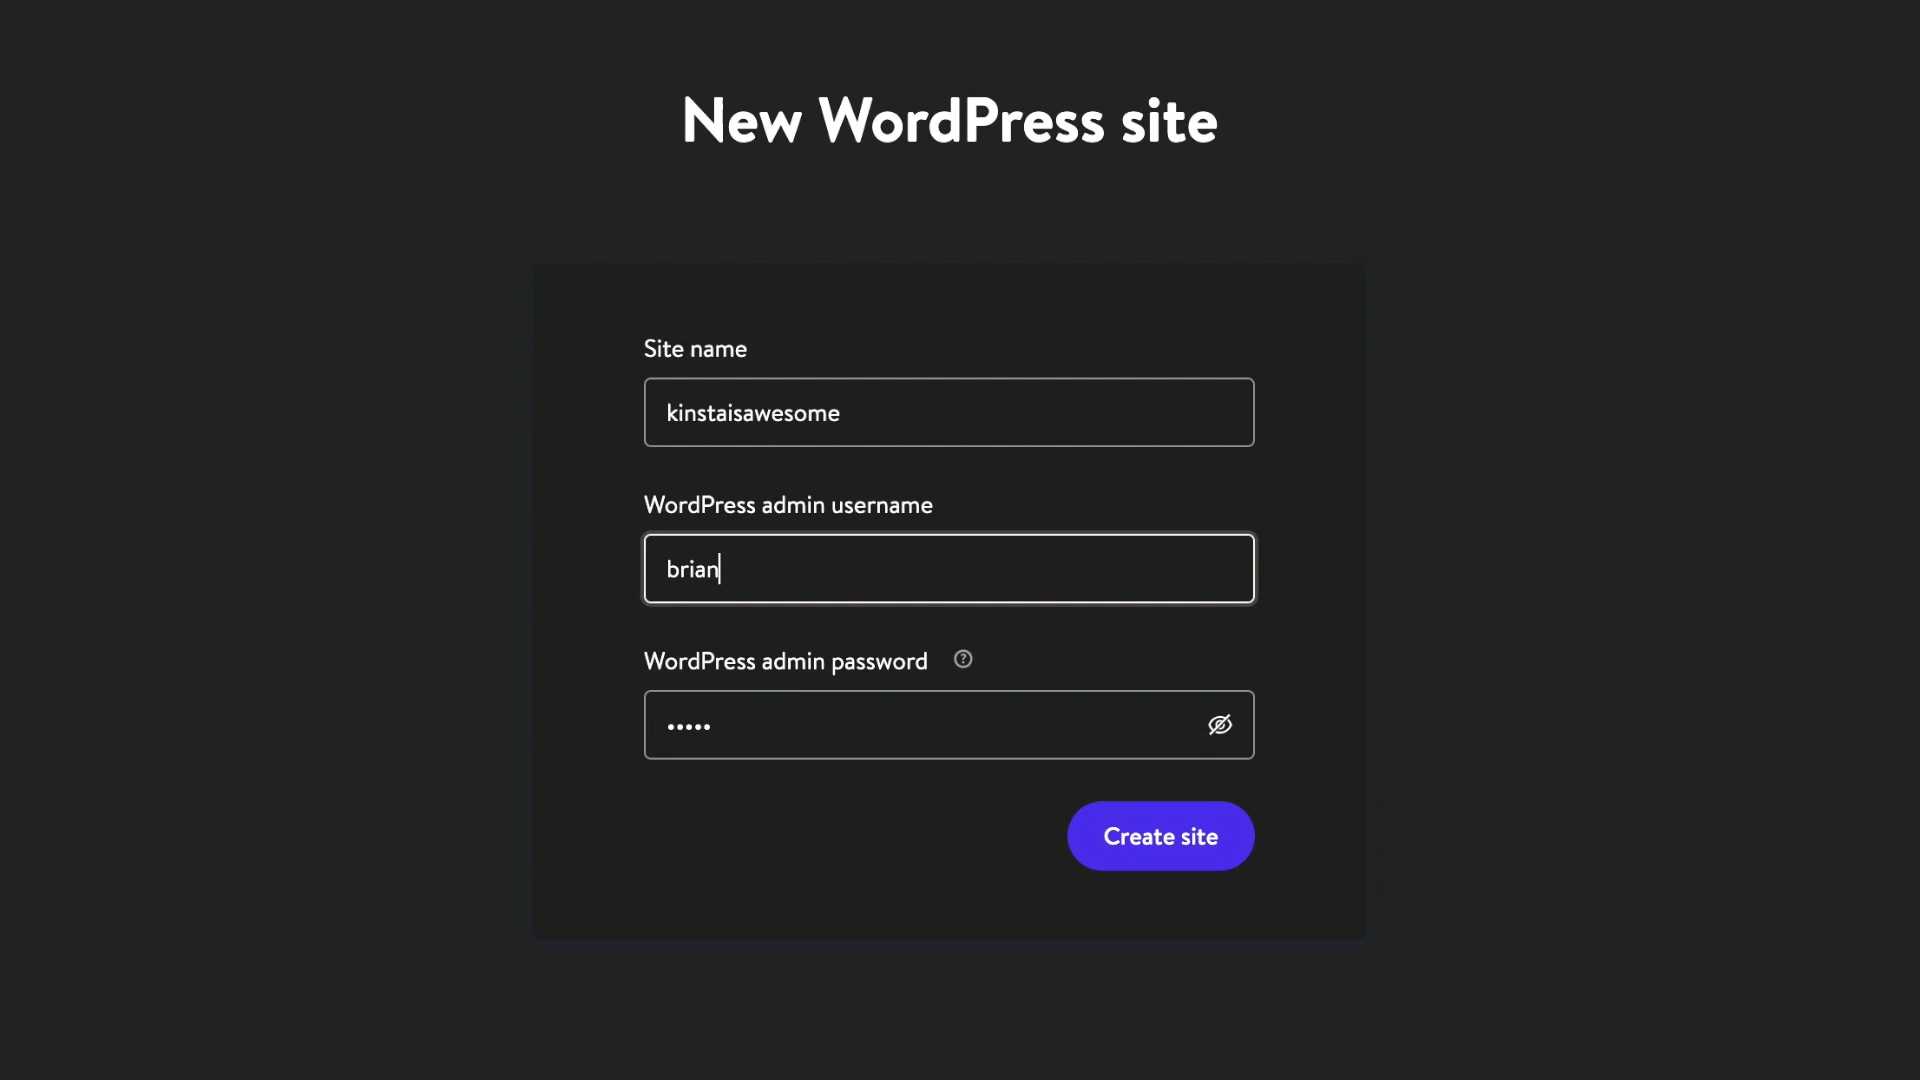 New WordPress site
Site name
kinstaisawesome
WordPress admin username
brian
WordPress admin password
•••••
Create site